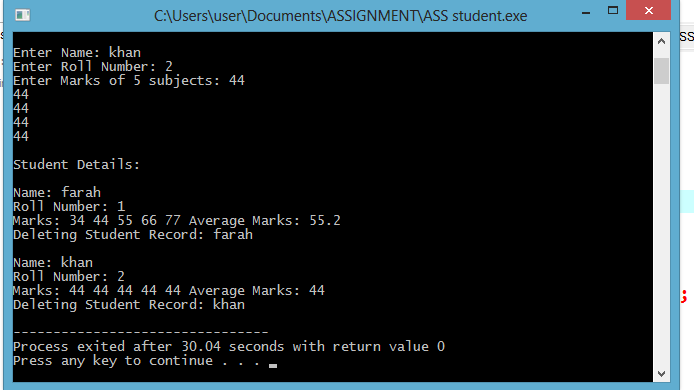 C:\Users\user\Documents\ASSIGNMENT\ASS student.exe
Enter Name: khan
Enter Roll Number: 2
Enter Marks of 5 subjects: 44
44
44
44
44
Student Details:
Name: farah
Roll Number: 1
Marks: 34 44 55 66 77 Average Marks: 55.2
Deleting Student Record: farah
Name: khan
Roll Number: 2
Marks: 44 44 44 44 44 Average Marks: 44
Deleting Student Record: khan
--------------------------------
Process exited after 30.04 seconds with return value 0
Press any key to continue . . .
SS
;